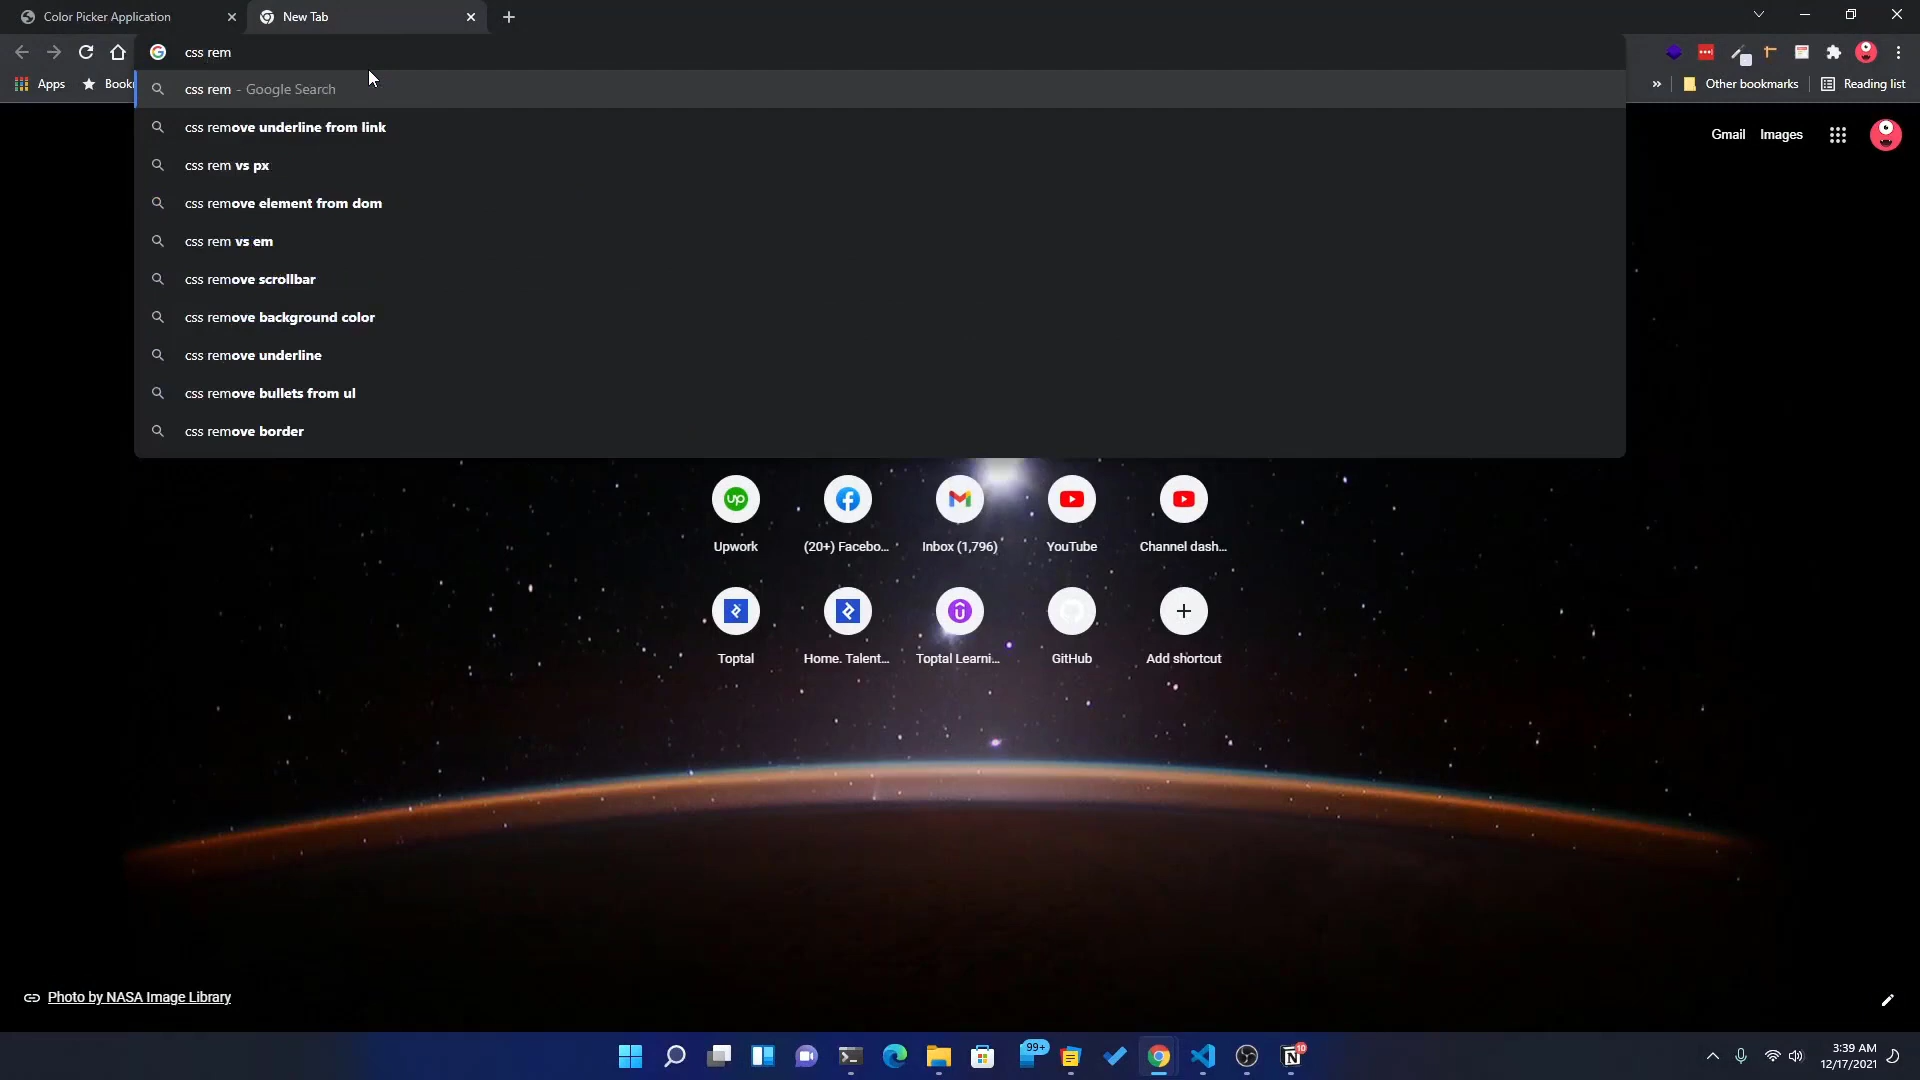 Color Picker Application
New Tab
css rem
css rem - Google Search
css remove underline from link
css rem vs px
css remove element from dom
css rem vs em
css remove scrollbar
css remove background color
css remove underline
css remove bullets from ul
css remove border
Apps
Bookr
Other bookmarks
Reading list
Gmail
Images
Upwork
(20+) Facebo...
Inbox (1,796)
YouTube
Channel dash...
Toptal
Home. Talent...
Toptal Learni...
GitHub
Add shortcut
Photo by NASA Image Library
99+
10
3:39 AM
12/17/2021